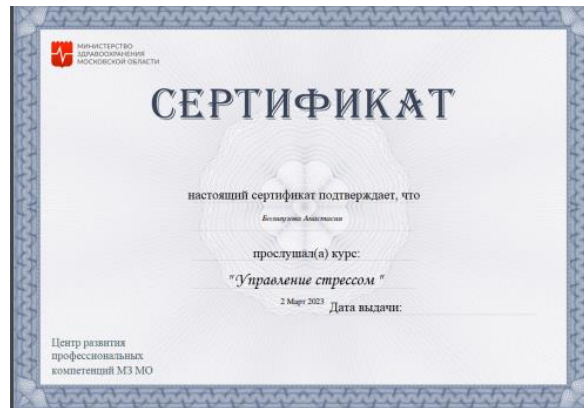 МИНИСТЕРСТВО
ЗДРАВООХРАНЕНИЯ
МОСКОВСКОЙ ОБЛАСТИ
СЕРТИФИКАТ
настоящий сертификат подтверждает, что
Анастасия
прослушал(а) курс:
"Управление стрессом "
2 Март 2023 Дата выдачи:
Центр развития
профессиональных
компетенций МЗ МО